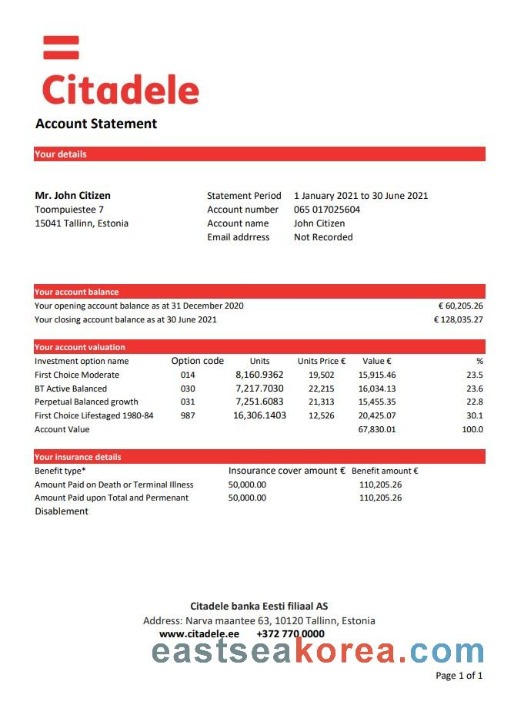 Citadele
Account Statement
Your details
Mr. John Citizen Statement Period 1 January 2021 to 30 June 2021
Toompuiestee 7 Account number 065 017025604
15041 Tallinn, Estonia Account name John Citizen
Email addrress Not Recorded
Your account balance
Your opening account balance as at 31 December 2020 € 60,205.26
Your closing account balance as at 30 June 2021 € 128,035.27
Your account valuation
Investment option name Option code Units Units Price € Value € %
First Choice Moderate 014 8,160.9362 19,502 15,915.46 23.5
BT Active Balanced 030 7,217.7030 22,215 16,034.13 23.6
Perpetual Balanced growth 031 7,251.6083 21,313 15,455.35 22.8
First Choice Lifestaged 1980-84 987 16,306.1403 12,526 20,425.07 30.1
Account Value 67,830.01 100.0
Your insurance details
Benefit type* Insourance cover amount € Benefit amount €
Amount Paid on Death or Terminal Illness 50,000.00 110,205.26
Amount Paid upon Total and Permenant 50,000.00 110,205.26
Disablement
Citadele banka Eesti filiaal AS
Address: Narva maantee 63, 10120 Tallinn, Estonia
www.citadele.ee +372 770 0000
eastseakorea.com
Page 1 of 1